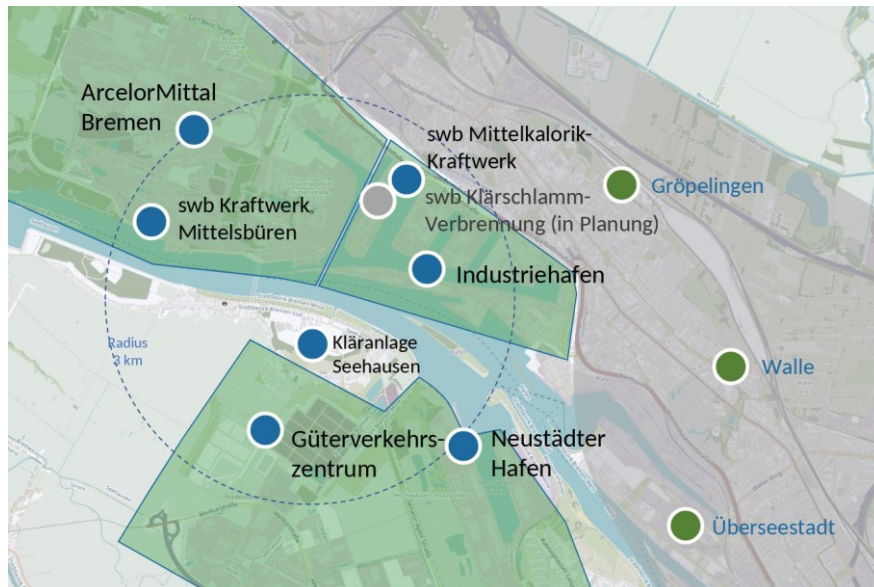 ArcelorMittal
Bremen
swb Mittelkalorik-
Kraftwerk
swb Klärschlamm-
Verbrennung (in Planung)
Gröpelingen
swb Kraftwerk
Mittelsbüren
Industriehafen
Radius
3 km
Kläranlage
Seehausen
Walle
Güterverkehrs-
zentrum
Neustädter
Hafen
Überseestadt